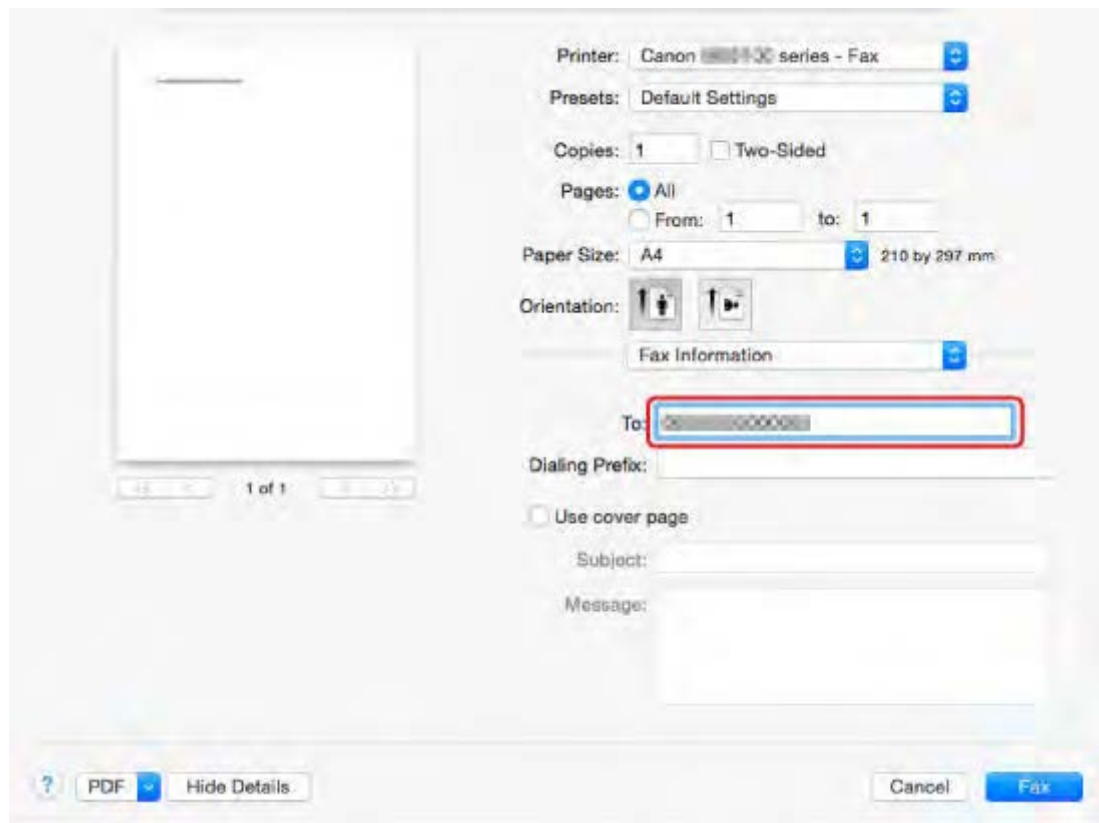 Printer: Canon series - Fax
Presets: Default Settings
Copies: 1 Two-Sided
Pages: All
From: 1 to: 1
Paper Size: A4 210 by 297 mm
Orientation:
Fax Information
To:
Dialing Prefix:
1 of 1
Use cover page
Subject:
Message:
? PDF Hide Details Cancel Fax